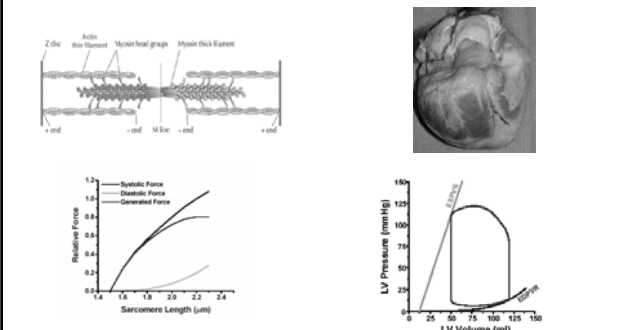 Actin
Z disc
thin filament
Myosin head groups
Myosin thick filament
+ end
– end
M line
– end
+ end
1.2
1.0
0.8
0.6
0.4
0.2
0.0
Relative Force
Systolic Force
Diastolic Force
Generated Force
1.4
1.6
1.8
2.0
2.2
2.4
Sarcomere Length (μm)
150
125
100
75
50
25
0
LV Pressure (mmHg)
ESPVR
EDPVR
0
25
50
75
100
125
150
LV Volume (ml)